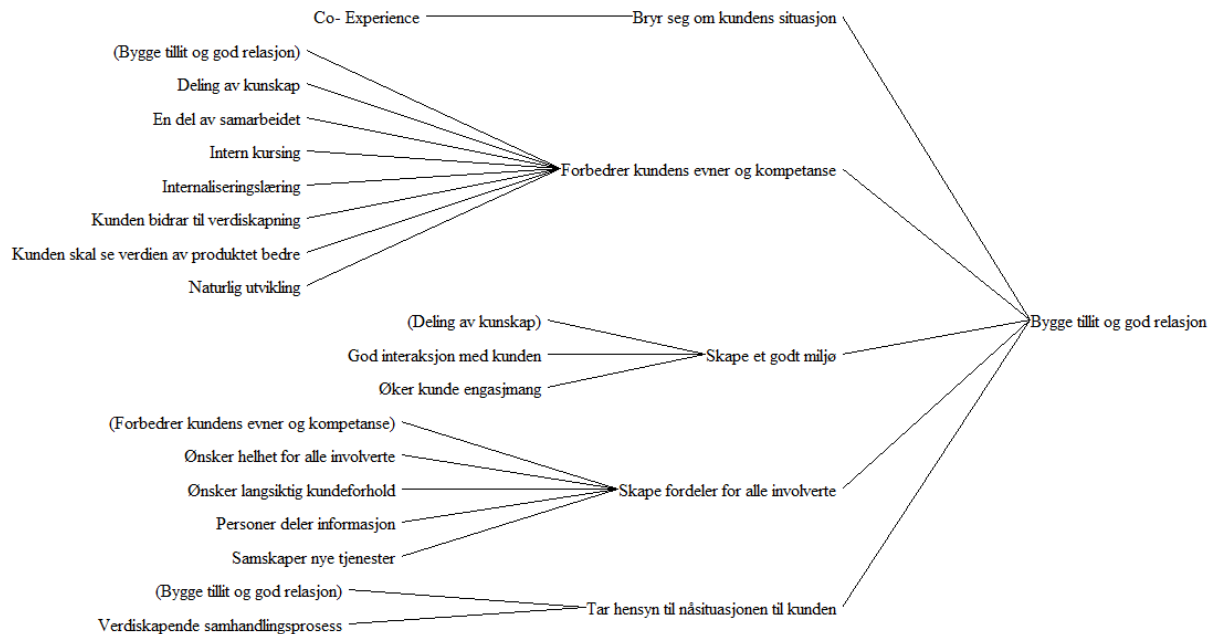 Co- Experience
Bryr seg om kundens situasjon
(Bygge tillit og god relasjon)
Deling av kunskap
En del av samarbeidet
Intern kursing
Forbedrer kundens evner og kompetanse
Internaliseringslæring
Kunden bidrar til verdiskapning
Kunden skal se verdien av produktet bedre
Naturlig utvikling
(Deling av kunskap)
Bygge tillit og god relasjon
God interaksjon med kunden
Skape et godt miljø
Øker kunde engasjmang
(Forbedrer kundens evner og kompetanse)
Ønsker helhet for alle involverte
Ønsker langsiktig kundeforhold
Skape fordeler for alle involverte
Personer deler informasjon
Samskaper nye tjenester
(Bygge tillit og god relasjon)
Tar hensyn til nåsituasjonen til kunden
Verdiskapende samhandlingsprosess